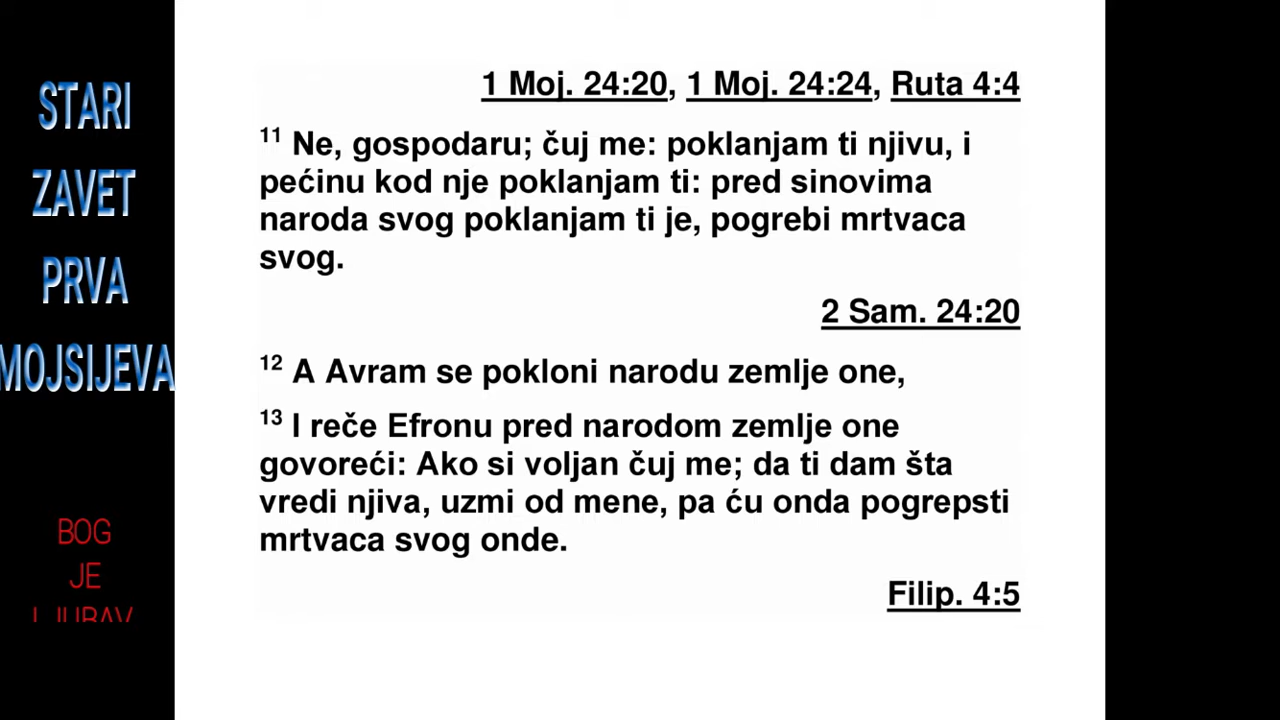 STARI
ZAVET
PRVA
MOJSIJEVA
BOG
JE
LJUBAV
1 Moj. 24:20, 1 Moj. 24:24, Ruta 4:4
11 Ne, gospodaru; čuj me: poklanjam ti njivu, i
pećinu kod nje poklanjam ti: pred sinovima
naroda svog poklanjam ti je, pogrebi mrtvaca
svog.
2 Sam. 24:20
12 A Avram se pokloni narodu zemlje one,
13 I reče Efronu pred narodom zemlje one
govoreći: Ako si voljan čuj me; da ti dam šta
vredi njiva, uzmi od mene, pa ću onda pogrepsti
mrtvaca svog onde.
Filip. 4:5